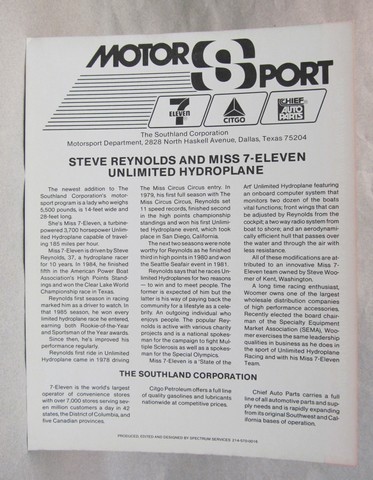 MOTOR SPORT
7
ELEVEN
CITGO
CHIEF
AUTO
PARTS
The Southland Corporation
Motorsport Department, 2828 North Haskell Avenue, Dallas, Texas 75204
STEVE REYNOLDS AND MISS 7-ELEVEN
UNLIMITED HYDROPLANE
The newest addition to The
Southland Corporation's motor-
sport program is a lady who weighs
5,500 pounds, is 14-feet wide and
28-feet long.
She's Miss 7-Eleven, a turbine-
powered 3,700 horsepower Unlim-
ited Hydroplane capable of travel-
ing 185 miles per hour.
Miss 7-Eleven is driven by Steve
Reynolds, 37, a hydroplane racer
for 10 years. In 1984, he finished
fifth in the American Power Boat
Association's High Points Stand-
ings and won the Clear Lake World
Championship race in Texas.
Reynolds first season in racing
marked him as a driver to watch. In
that 1985 season, he won every
limited hydroplane race he entered,
earning both Rookie-of-the-Year
and Sportsman of the Year awards.
Since then, he's improved his
performance regularly.
Reynolds first ride in Unlimited
Hydroplane came in 1978 driving
The Miss Circus Circus entry. In
1979, his first full season with The
Miss Circus Circus, Reynolds set
11 speed records, finished second
in the high points championship
standings and won his first Unlimi-
ted Hydroplane event, which took
place in San Diego, California.
The next two seasons were note
worthy for Reynolds as he finished
third in high points in 1980 and won
the Seattle Seafair event in 1981.
Reynolds says that he races Un-
limited Hydroplanes for two reasons
— to win and to meet people. The
former is expected of him but the
latter is his way of paying back the
community for a lifestyle as a cele-
brity. An outgoing individual who
enjoys people. The popular Rey-
nolds is active with various charity
projects and is a national spokes-
man for the campaign to fight Mul-
tiple Sclerosis as well as a spokes-
man for the Special Olympics.
Miss 7-Eleven is a 'State of the
Art' Unlimited Hydroplane featuring
an onboard computer system that
monitors two dozen of the boats
vital functions; front wings that can
be adjusted by Reynolds from the
cockpit; a two way radio system from
boat to shore; and an aerodynam-
ically efficient hull that passes over
the water and through the air with
less resistance.
All of these modifications are at-
tributed to an innovative Miss 7-
Eleven team owned by Steve Woo-
mer of Kent, Washington.
A long time racing enthusiast,
Woomer owns one of the largest
wholesale distribution companies
of high performance accessories.
Recently elected the board chair-
man of the Specialty Equipment
Market Association (SEMA), Woo-
mer exercises the same leadership
qualities in business as he does in
the sport of Unlimited Hydroplane
Racing and with his Miss 7-Eleven
Team.
THE SOUTHLAND CORPORATION
7-Eleven is the world's largest
operator of convenience stores
with over 7,000 stores serving sev-
en million customers a day in 42
states, the District of Columbia, and
five Canadian provinces.
Citgo Petroleum offers a full line
of quality gasolines and lubricants
nationwide at competitive prices.
Chief Auto Parts carries a full
line of all automotive parts and sup-
ply needs and is rapidly expanding
from its original Southwest and Cal-
ifornia bases of operation.
PRODUCED, EDITED AND DESIGNED BY SPECTRUM SERVICES